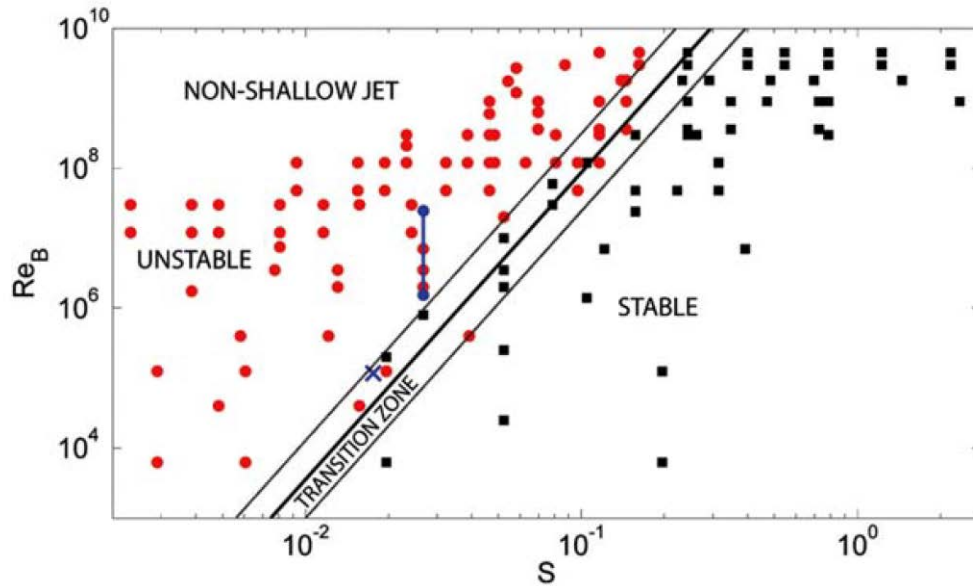 10^10
NON-SHALLOW JET
10^8
UNSTABLE
Re_B
10^6
STABLE
TRANSITION ZONE
10^4
10^-2
10^-1
10^0
S